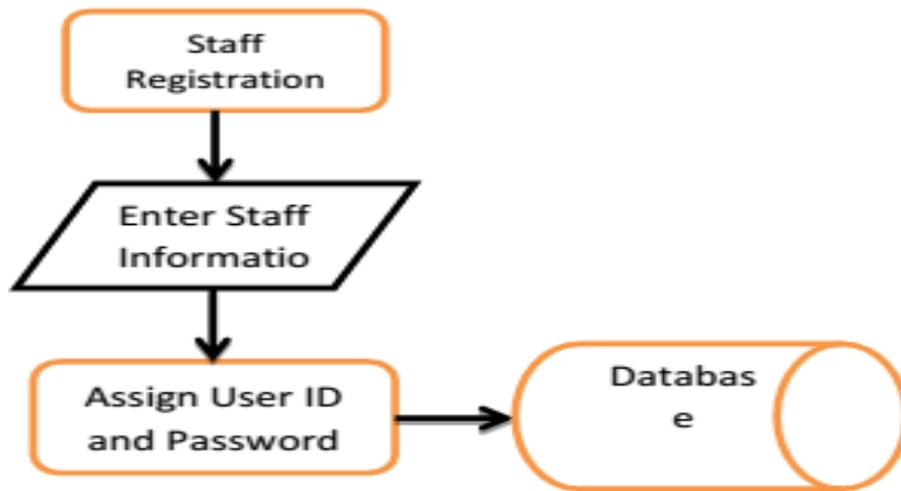 Staff
Registration
Enter Staff
Informatio
Assign User ID
and Password
Databas
e